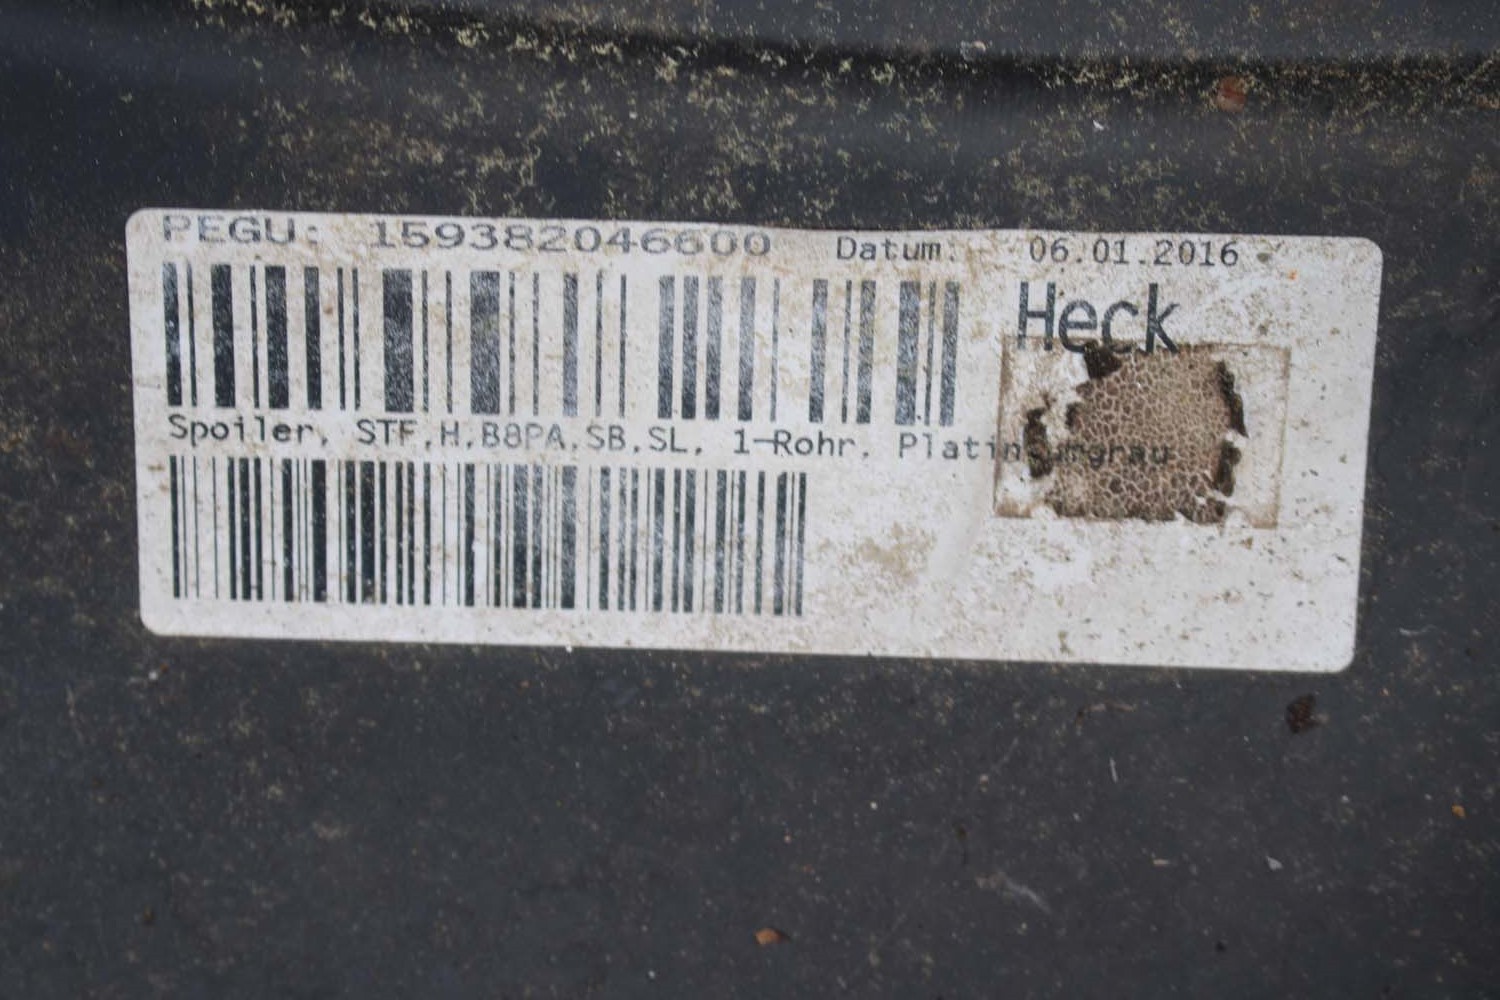 PEGU: 159382046600 Datum: 06.01.2016
Heck
Spoiler, STF,H,B8PA,SB,SL, 1-Rohr, Platin